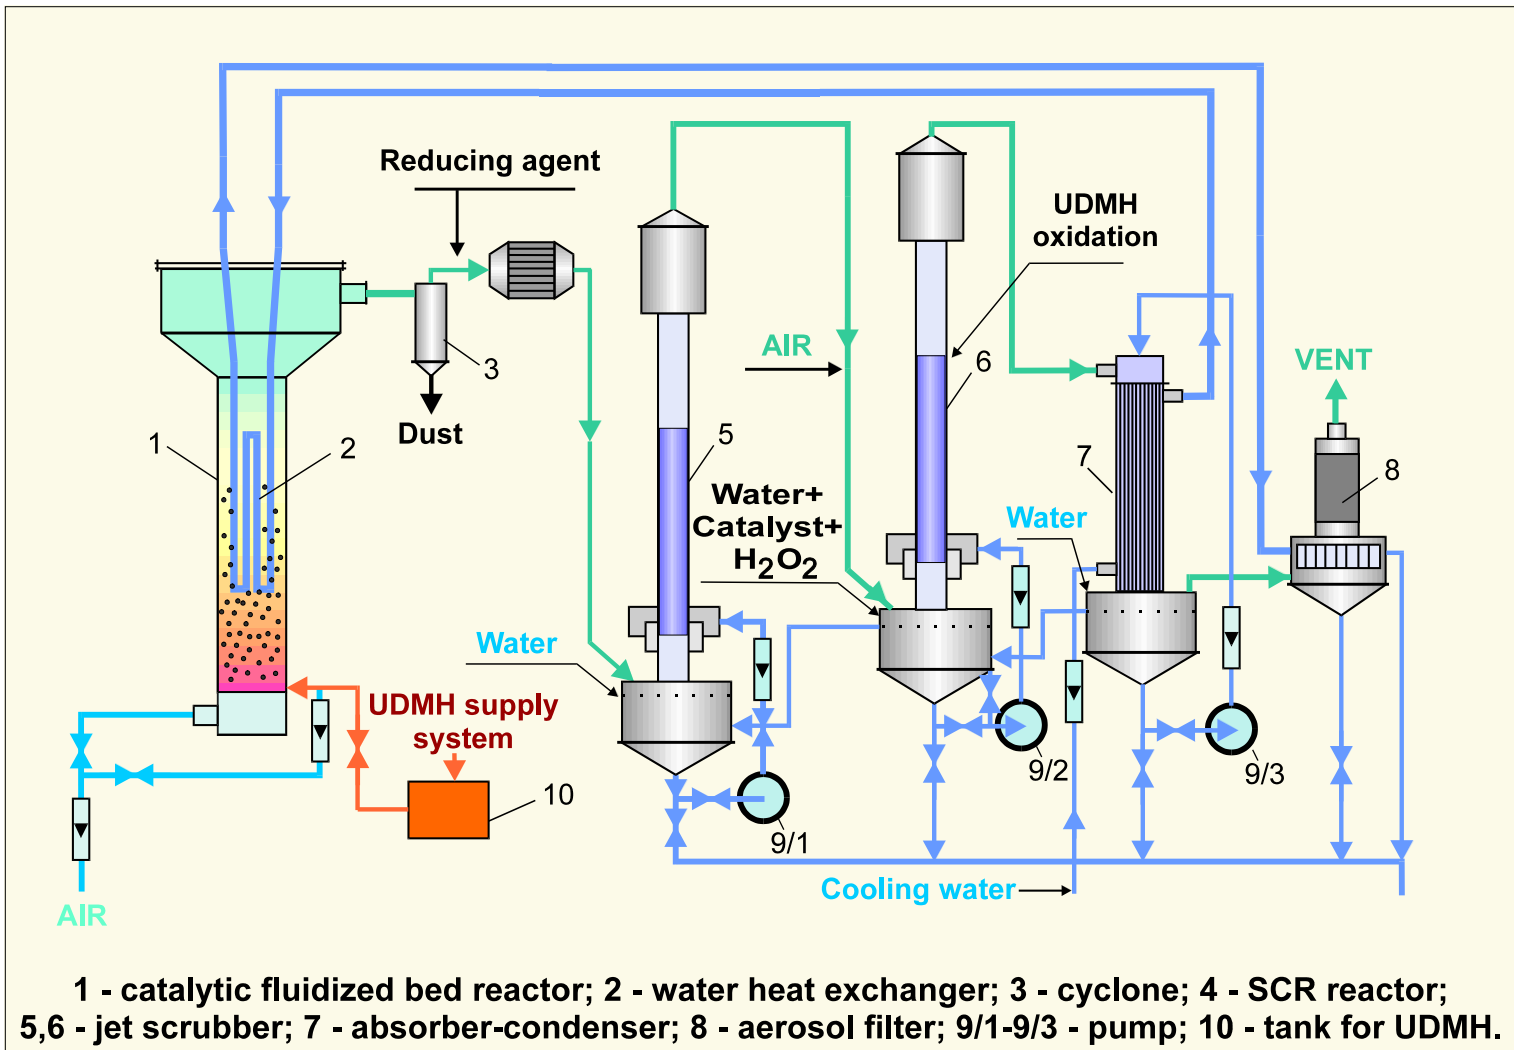 Reducing agent
UDMH
oxidation
AIR
6
VENT
3
Dust
1
2
5
7
8
Water+
Catalyst+
H₂O₂
Water
Water
UDMH supply
system
9/2
9/3
10
9/1
Cooling water
AIR
1 - catalytic fluidized bed reactor; 2 - water heat exchanger; 3 - cyclone; 4 - SCR reactor;
5,6 - jet scrubber; 7 - absorber-condenser; 8 - aerosol filter; 9/1-9/3 - pump; 10 - tank for UDMH.